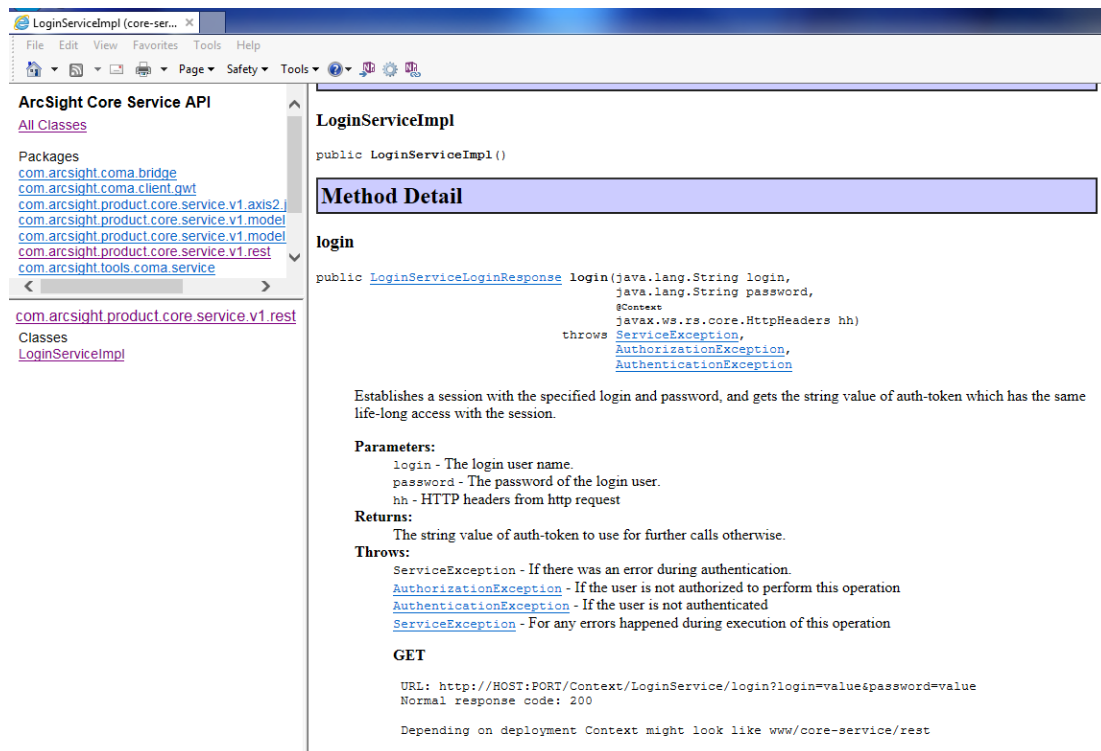 LoginServiceImpl (core-ser... ×
File Edit View Favorites Tools Help
Page Safety Tools
ArcSight Core Service API
All Classes
Packages
com.arcsight.coma.bridge
com.arcsight.coma.client.gwt
com.arcsight.product.core.service.v1.axis2.j
com.arcsight.product.core.service.v1.model
com.arcsight.product.core.service.v1.model
com.arcsight.product.core.service.v1.rest
com.arcsight.tools.coma.service
com.arcsight.product.core.service.v1.rest
Classes
LoginServiceImpl
LoginServiceImpl
public LoginServiceImpl()
Method Detail
login
public LoginServiceLoginResponse login(java.lang.String login,
java.lang.String password,
@Context
javax.ws.rs.core.HttpHeaders hh)
throws ServiceException,
AuthorizationException,
AuthenticationException
Establishes a session with the specified login and password, and gets the string value of auth-token which has the same
life-long access with the session.
Parameters:
login - The login user name.
password - The password of the login user.
hh - HTTP headers from http request
Returns:
The string value of auth-token to use for further calls otherwise.
Throws:
ServiceException - If there was an error during authentication.
AuthorizationException - If the user is not authorized to perform this operation
AuthenticationException - If the user is not authenticated
ServiceException - For any errors happened during execution of this operation
GET
URL: http://HOST:PORT/Context/LoginService/login?login=value&password=value
Normal response code: 200
Depending on deployment Context might look like www/core-service/rest